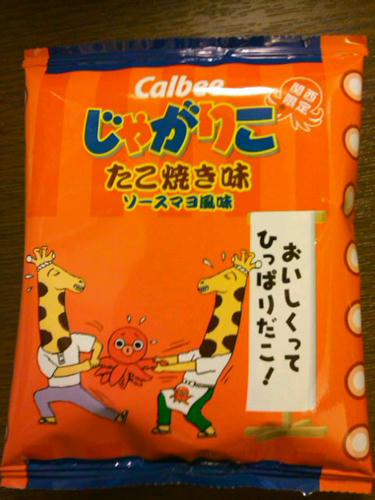 Calbee
関西
限定
じゃがりこ
たこ焼き味
ソースマヨ風味
おいしくって
ひっぱりだこ!